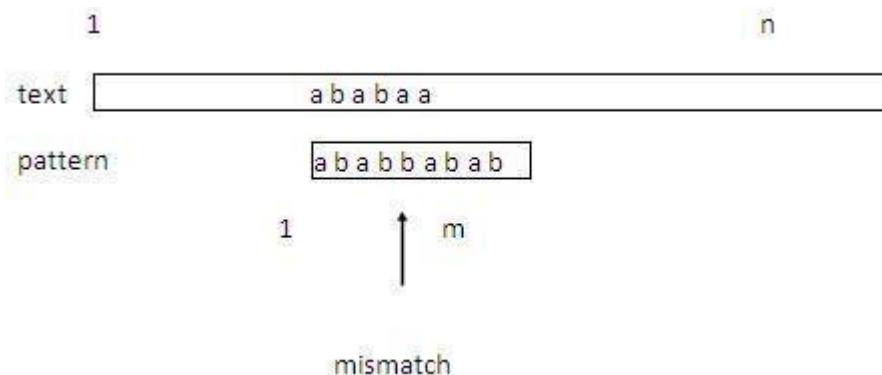 1 n
text a b a b a a
pattern a b a b b a b a b
1 m
mismatch